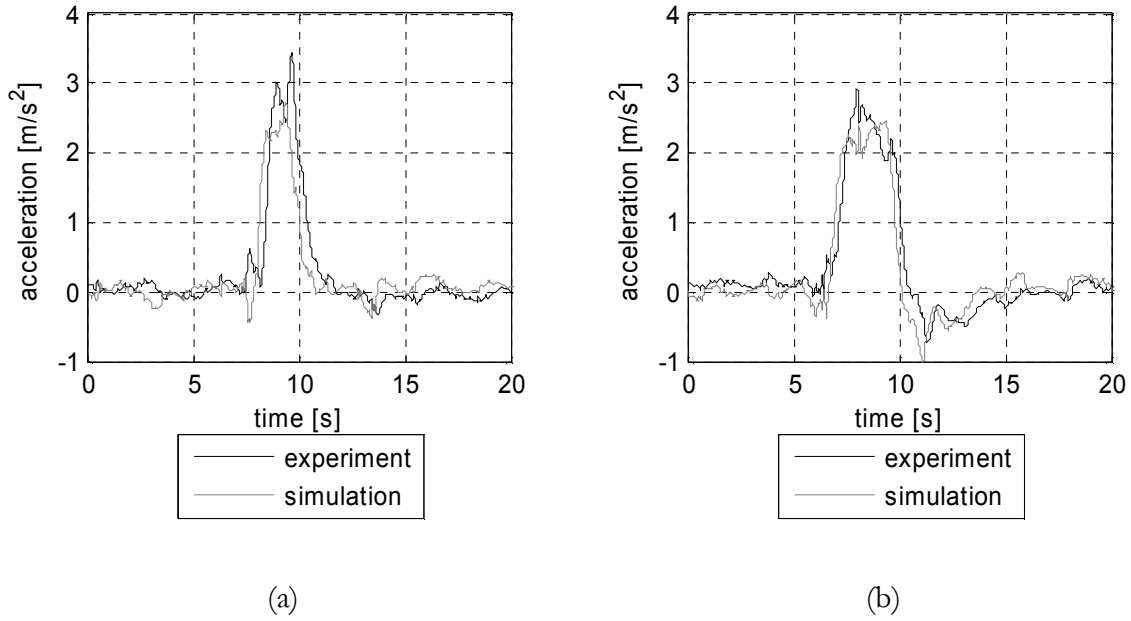 4
3
2
1
0
-1
acceleration [m/s²]
0 5 10 15 20
time [s]
experiment
simulation
(a)
4
3
2
1
0
-1
acceleration [m/s²]
0 5 10 15 20
time [s]
experiment
simulation
(b)